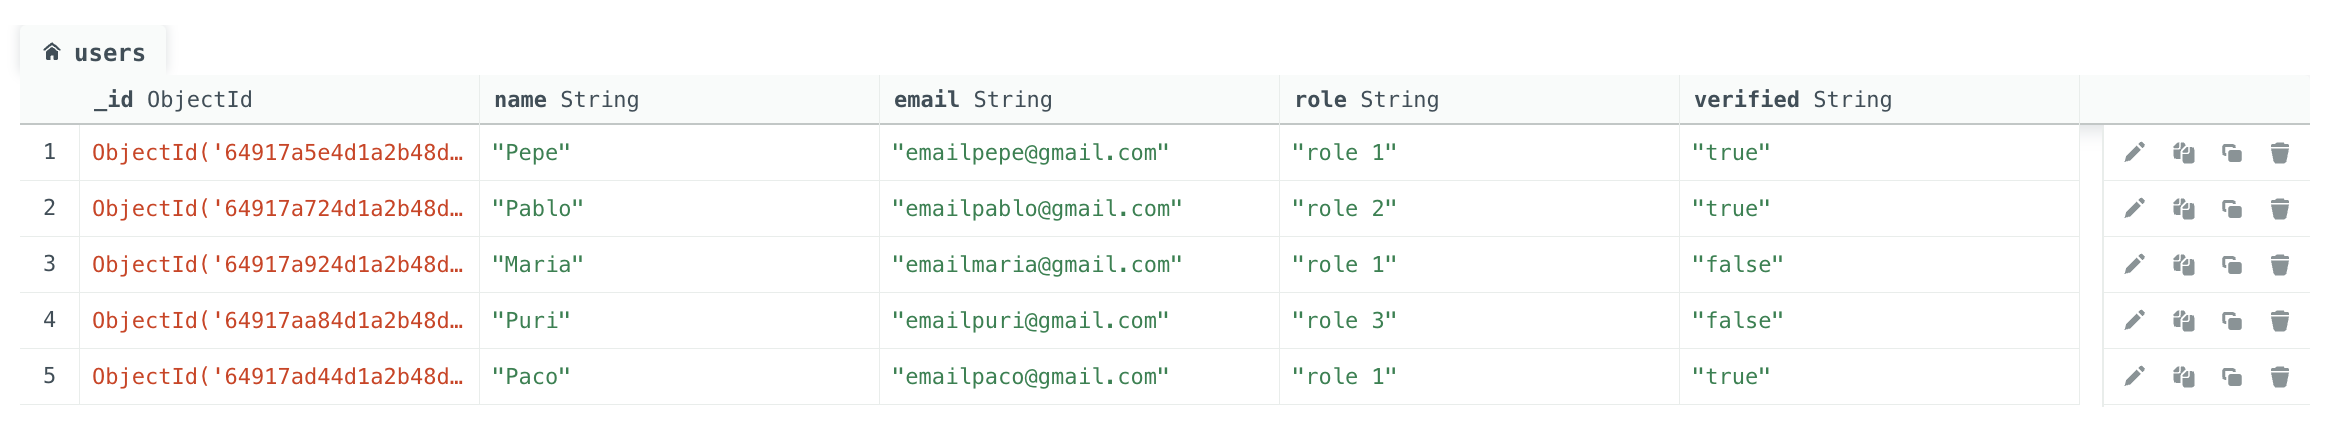 users
_id ObjectId name String email String role String verified String
1 ObjectId('64917a5e4d1a2b48d… "Pepe" "emailpepe@gmail.com" "role 1" "true"
2 ObjectId('64917a724d1a2b48d… "Pablo" "emailpablo@gmail.com" "role 2" "true"
3 ObjectId('64917a924d1a2b48d… "Maria" "emailmaria@gmail.com" "role 1" "false"
4 ObjectId('64917aa84d1a2b48d… "Puri" "emailpuri@gmail.com" "role 3" "false"
5 ObjectId('64917ad44d1a2b48d… "Paco" "emailpaco@gmail.com" "role 1" "true"